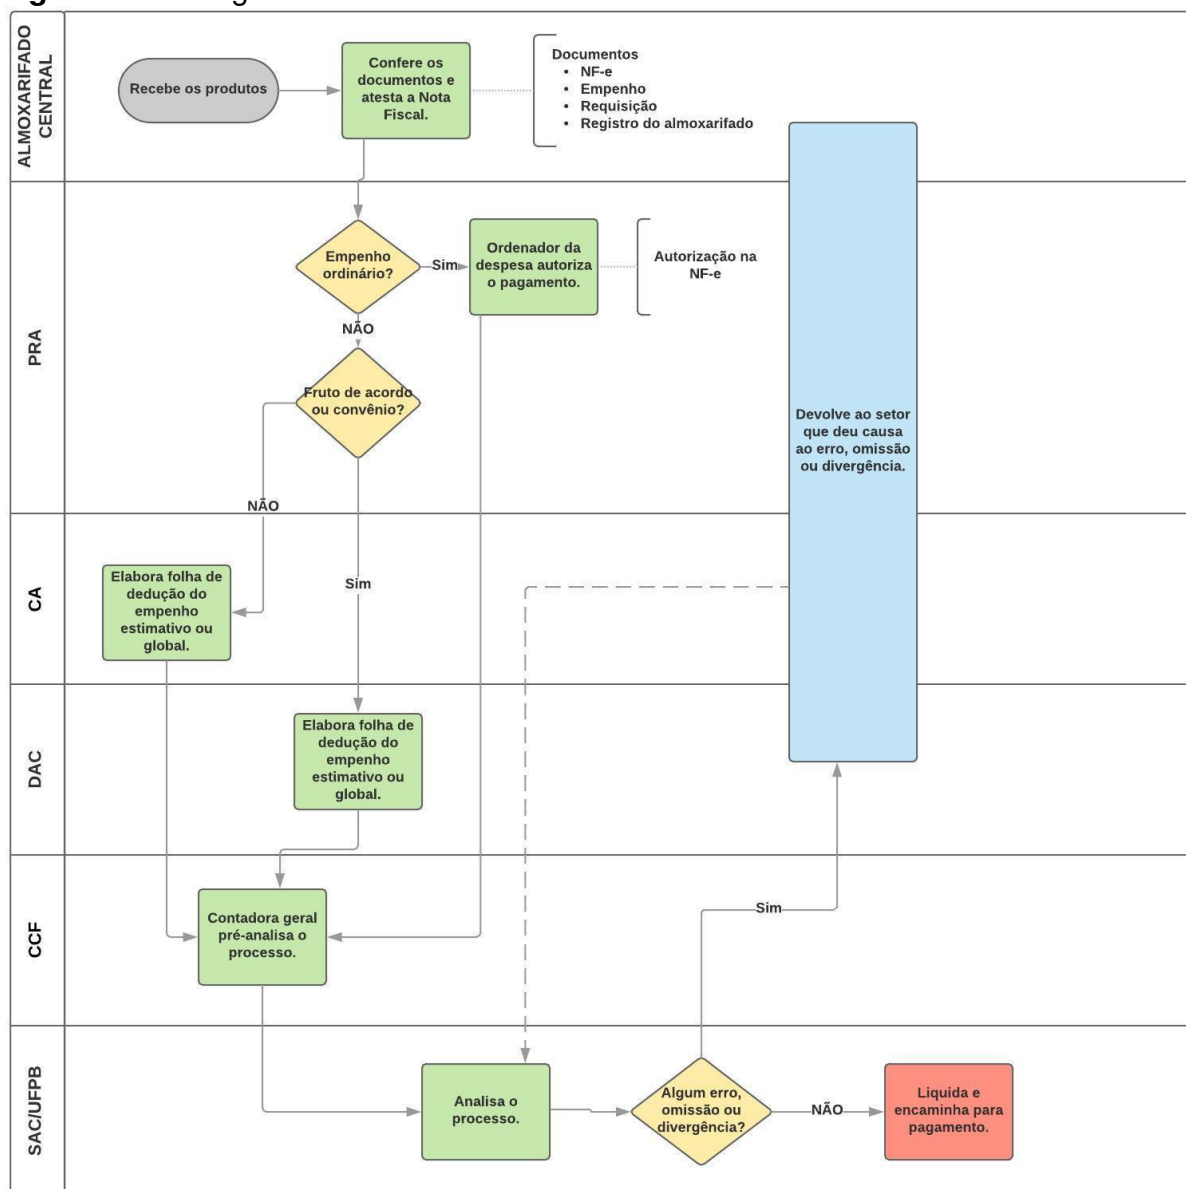 ALMOXARIFADO
CENTRAL
Recebe os produtos
Confere os
documentos e
atesta a Nota
Fiscal.
Documentos
• NF-e
• Empenho
• Requisição
• Registro do almoxarifado
PRA
Empenho
ordinário?
Sim
Ordenador da
despesa autoriza
o pagamento.
Autorização na
NF-e
NÃO
Fruto de acordo
ou convênio?
Devolve ao setor
que deu causa
ao erro, omissão
ou divergência.
NÃO
CA
Elabora folha de
dedução do
empenho
estimativo ou
global.
Sim
DAC
Elabora folha de
dedução do
empenho
estimativo ou
global.
CCF
Contadora geral
pré-analisa o
processo.
Sim
SAC/UFPB
Analisa o
processo.
Algum erro,
omissão ou
divergência?
NÃO
Liquida e
encaminha para
pagamento.